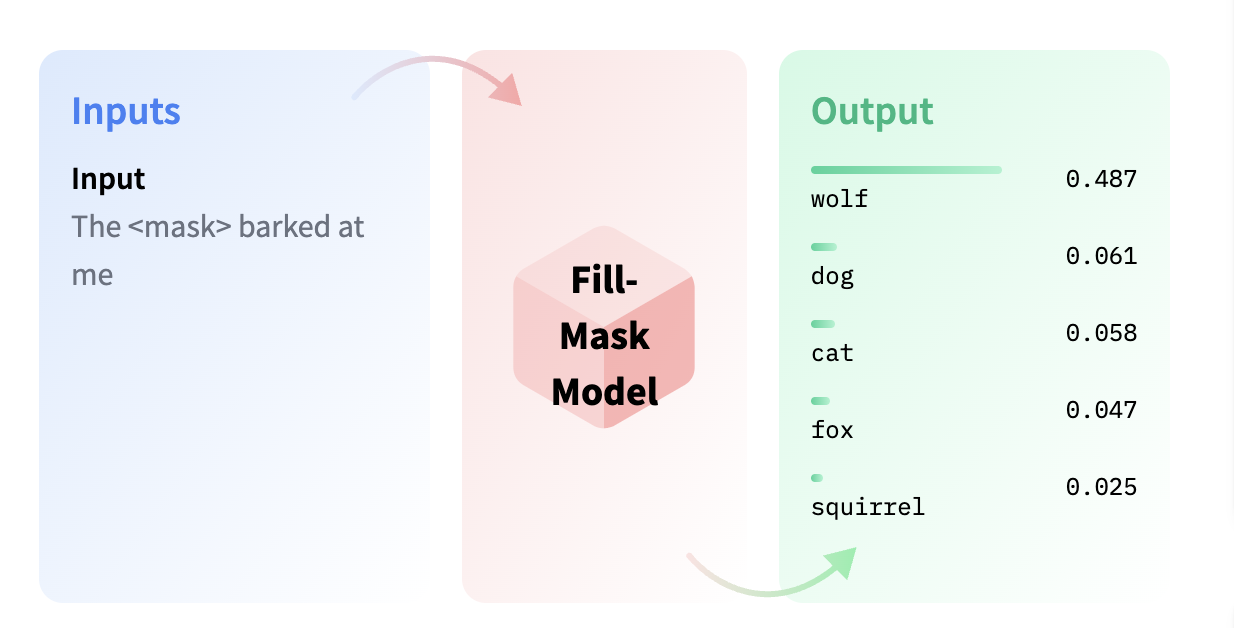 Inputs
Input
The <mask> barked at
me
Fill-
Mask
Model
Output
wolf 0.487
dog 0.061
cat 0.058
fox 0.047
squirrel 0.025